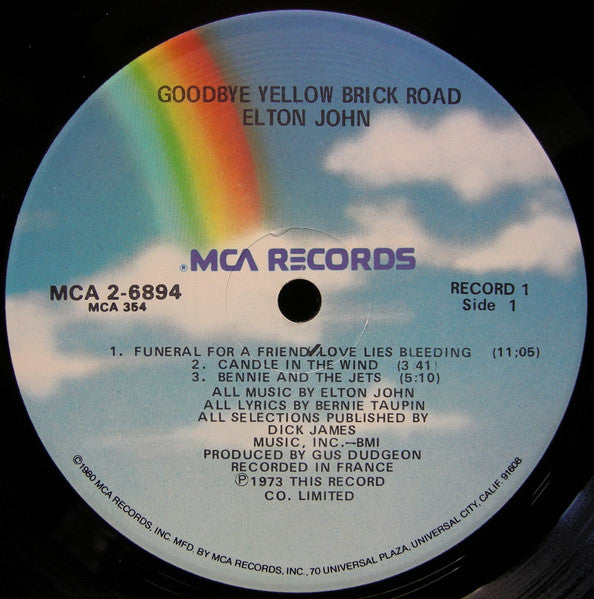 GOODBYE YELLOW BRICK ROAD
ELTON JOHN
® MCA RECORDS
MCA 2-6894
MCA 354
RECORD 1
Side 1
1. FUNERAL FOR A FRIEND/LOVE LIES BLEEDING (11:05)
2. CANDLE IN THE WIND (3 41)
3. BENNIE AND THE JETS (5:10)
ALL MUSIC BY ELTON JOHN
ALL LYRICS BY BERNIE TAUPIN
ALL SELECTIONS PUBLISHED BY
DICK JAMES
MUSIC, INC.—BMI
PRODUCED BY GUS DUDGEON
RECORDED IN FRANCE
℗1973 THIS RECORD
CO. LIMITED
©1980 MCA RECORDS, INC. MFD. BY MCA RECORDS, INC., 70 UNIVERSAL PLAZA, UNIVERSAL CITY, CALIF. 91608